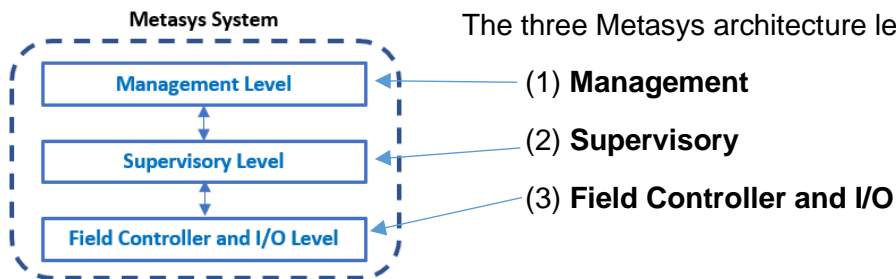 Metasys System
Management Level
Supervisory Level
Field Controller and I/O Level
The three Metasys architecture
(1) Management
(2) Supervisory
(3) Field Controller and I/O